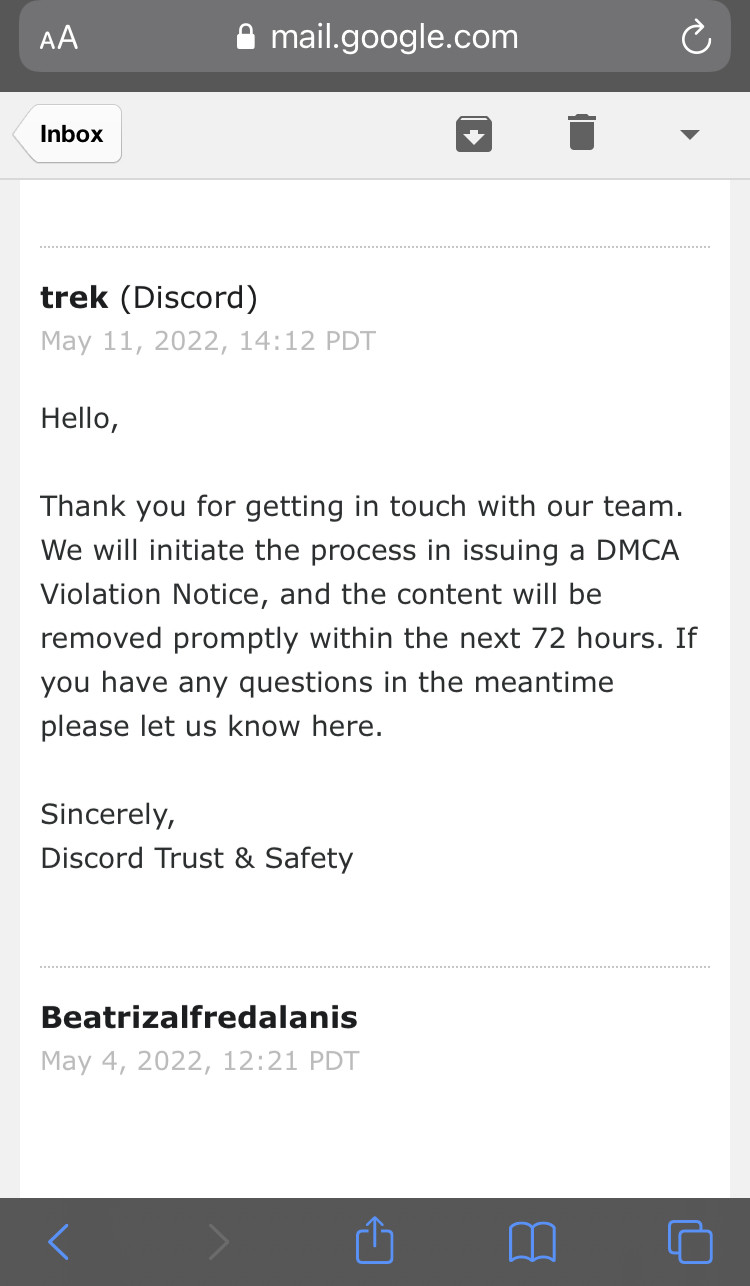 AA mail.google.com
Inbox
trek (Discord)
May 11, 2022, 14:12 PDT
Hello,
Thank you for getting in touch with our team.
We will initiate the process in issuing a DMCA
Violation Notice, and the content will be
removed promptly within the next 72 hours. If
you have any questions in the meantime
please let us know here.
Sincerely,
Discord Trust & Safety
Beatrizalfredalanis
May 4, 2022, 12:21 PDT